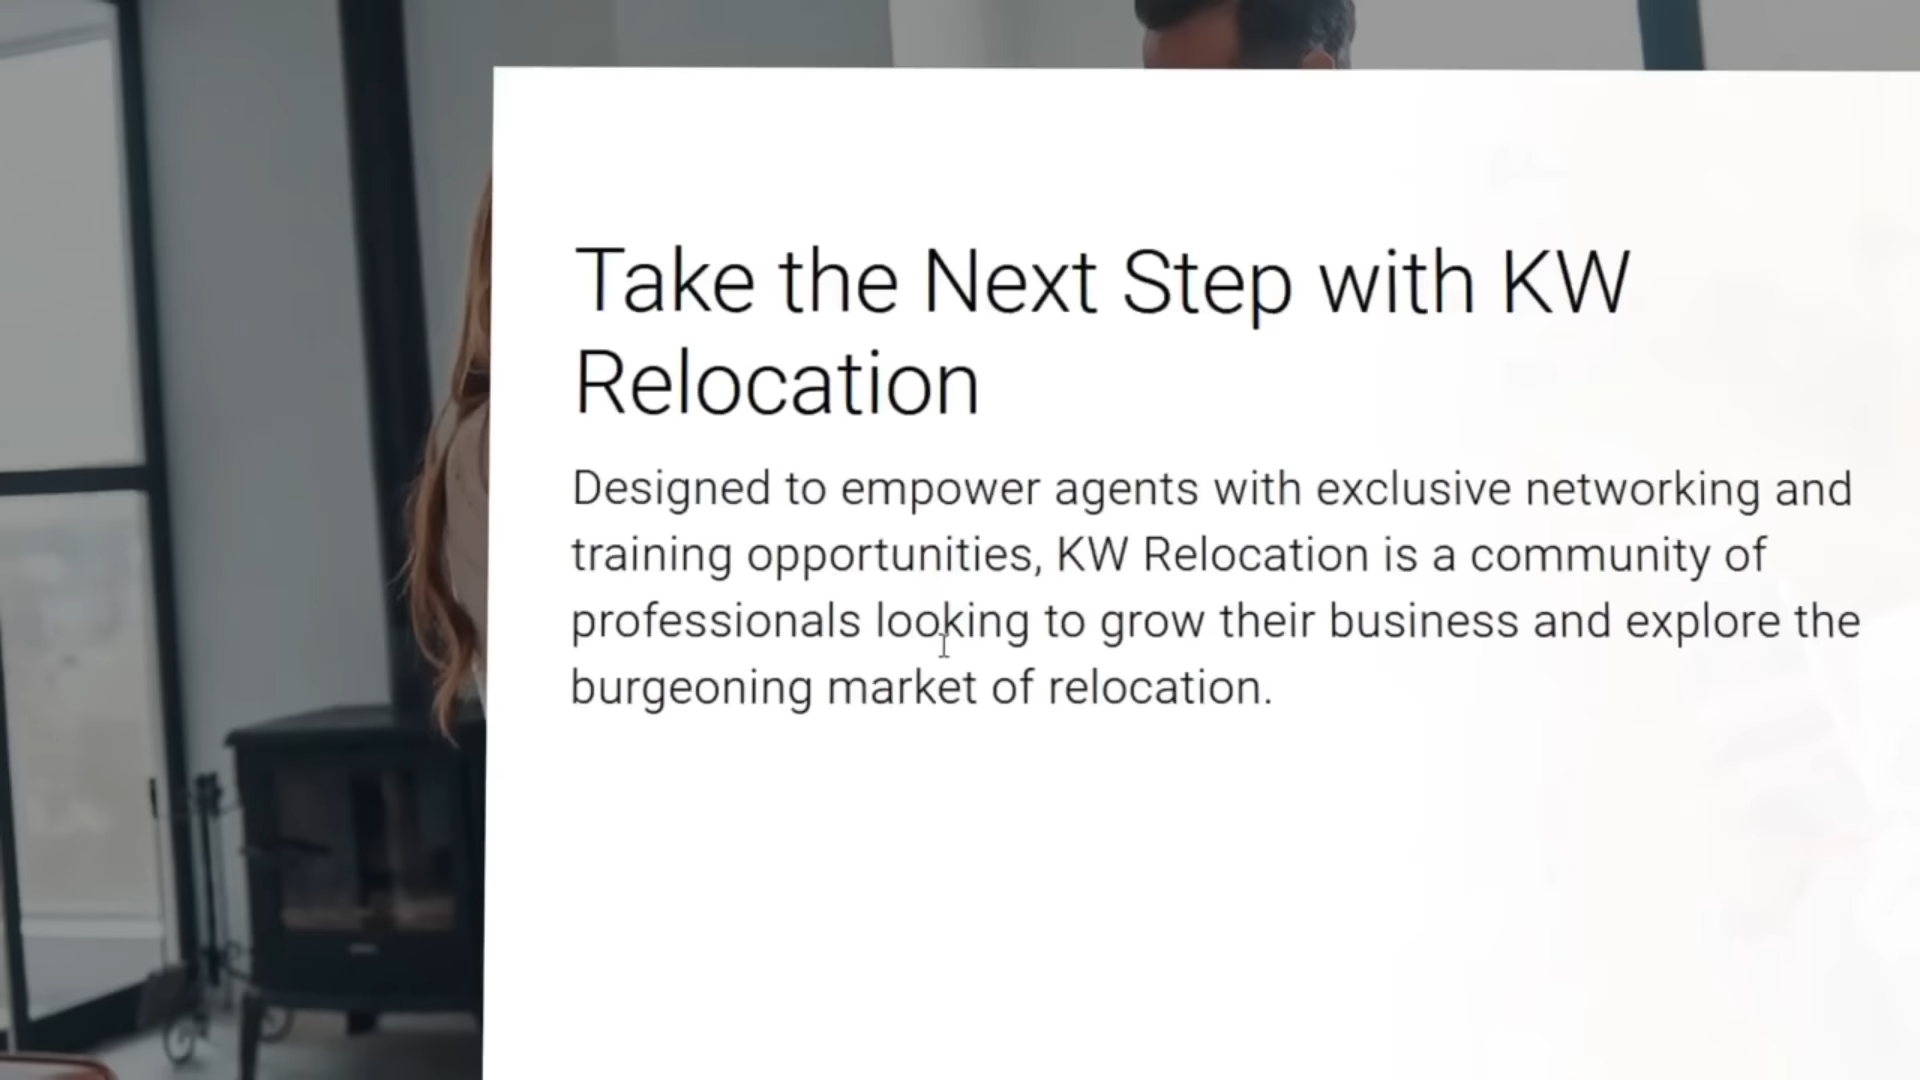 Take the Next Step with KW
Relocation
Designed to empower agents with exclusive networking and
training opportunities, KW Relocation is a community of
professionals looking to grow their business and explore the
burgeoning market of relocation.